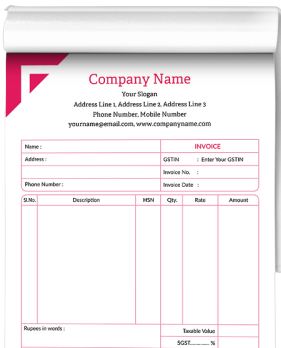 Company Name
Your Slogan
Address Line 1, Address Line 2, Address Line 3
Phone Number, Mobile Number
yourname@email.com, www.companyname.com
Name : INVOICE
Address : GSTIN : Enter Your GSTIN
Invoice No. :
Phone Number : Invoice Date :
Sl.No. Description HSN Qty. Rate Amount
Rupees in words : Taxable Value
SGST............ %